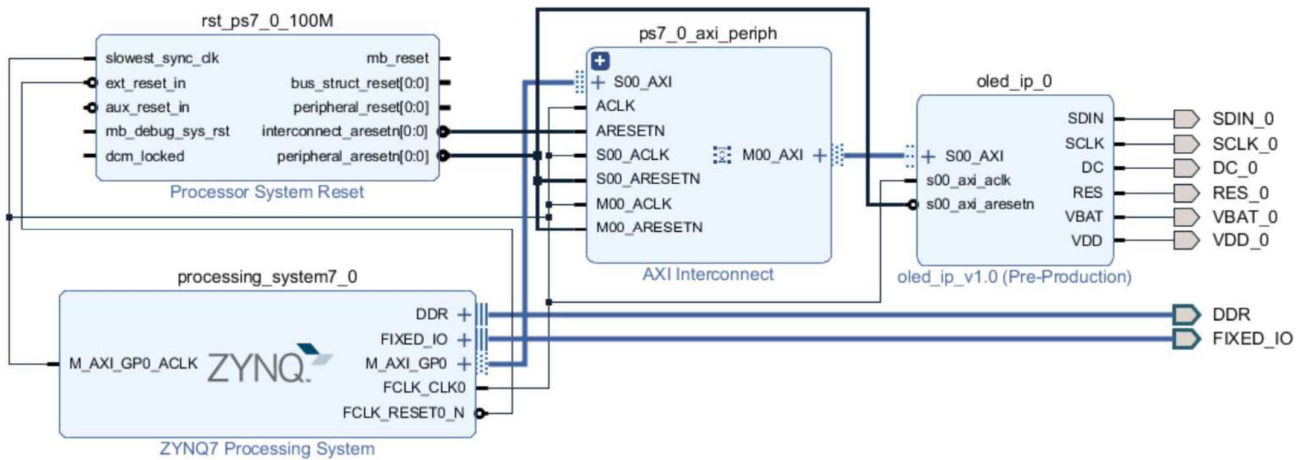 rst_ps7_0_100M
slowest_sync_clk
ext_reset_in
aux_reset_in
mb_debug_sys_rst
dcm_locked
mb_reset
bus_struct_reset[0:0]
peripheral_reset[0:0]
interconnect_aresetn[0:0]
peripheral_aresetn[0:0]
Processor System Reset
ps7_0_axi_periph
S00_AXI
ACLK
ARESETN
S00_ACLK
S00_ARESETN
M00_ACLK
M00_ARESETN
M00_AXI
AXI Interconnect
oled_ip_0
S00_AXI
s00_axi_aclk
s00_axi_aresetn
SDIN
SCLK
DC
RES
VBAT
VDD
oled_ip_v1.0 (Pre-Production)
SDIN_0
SCLK_0
DC_0
RES_0
VBAT_0
VDD_0
processing_system7_0
M_AXI_GP0_ACLK
ZYNQ
DDR
FIXED_IO
M_AXI_GP0
FCLK_CLK0
FCLK_RESET0_N
ZYNQ7 Processing System
DDR
FIXED_IO